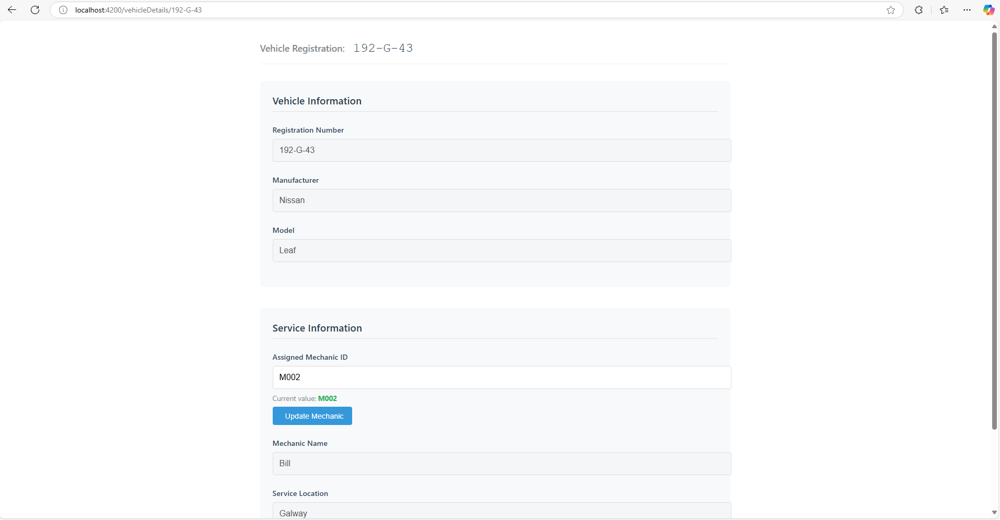 localhost:4200/vehicleDetails/192-G-43
Vehicle Registration: 192-G-43
Vehicle Information
Registration Number
192-G-43
Manufacturer
Nissan
Model
Leaf
Service Information
Assigned Mechanic ID
M002
Current value: M002
Update Mechanic
Mechanic Name
Bill
Service Location
Galway